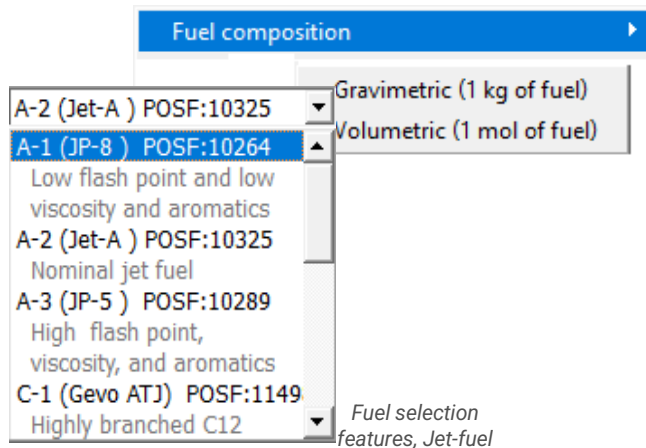 Fuel composition
Gravimetric (1 kg of fuel)
Volumetric (1 mol of fuel)
A-2 (Jet-A ) POSF:10325
A-1 (JP-8 ) POSF:10264
Low flash point and low
viscosity and aromatics
A-2 (Jet-A ) POSF:10325
Nominal jet fuel
A-3 (JP-5 ) POSF:10289
High flash point,
viscosity, and aromatics
C-1 (Gevo ATJ) POSF:1149
Highly branched C12
Fuel selection
features, Jet-fuel